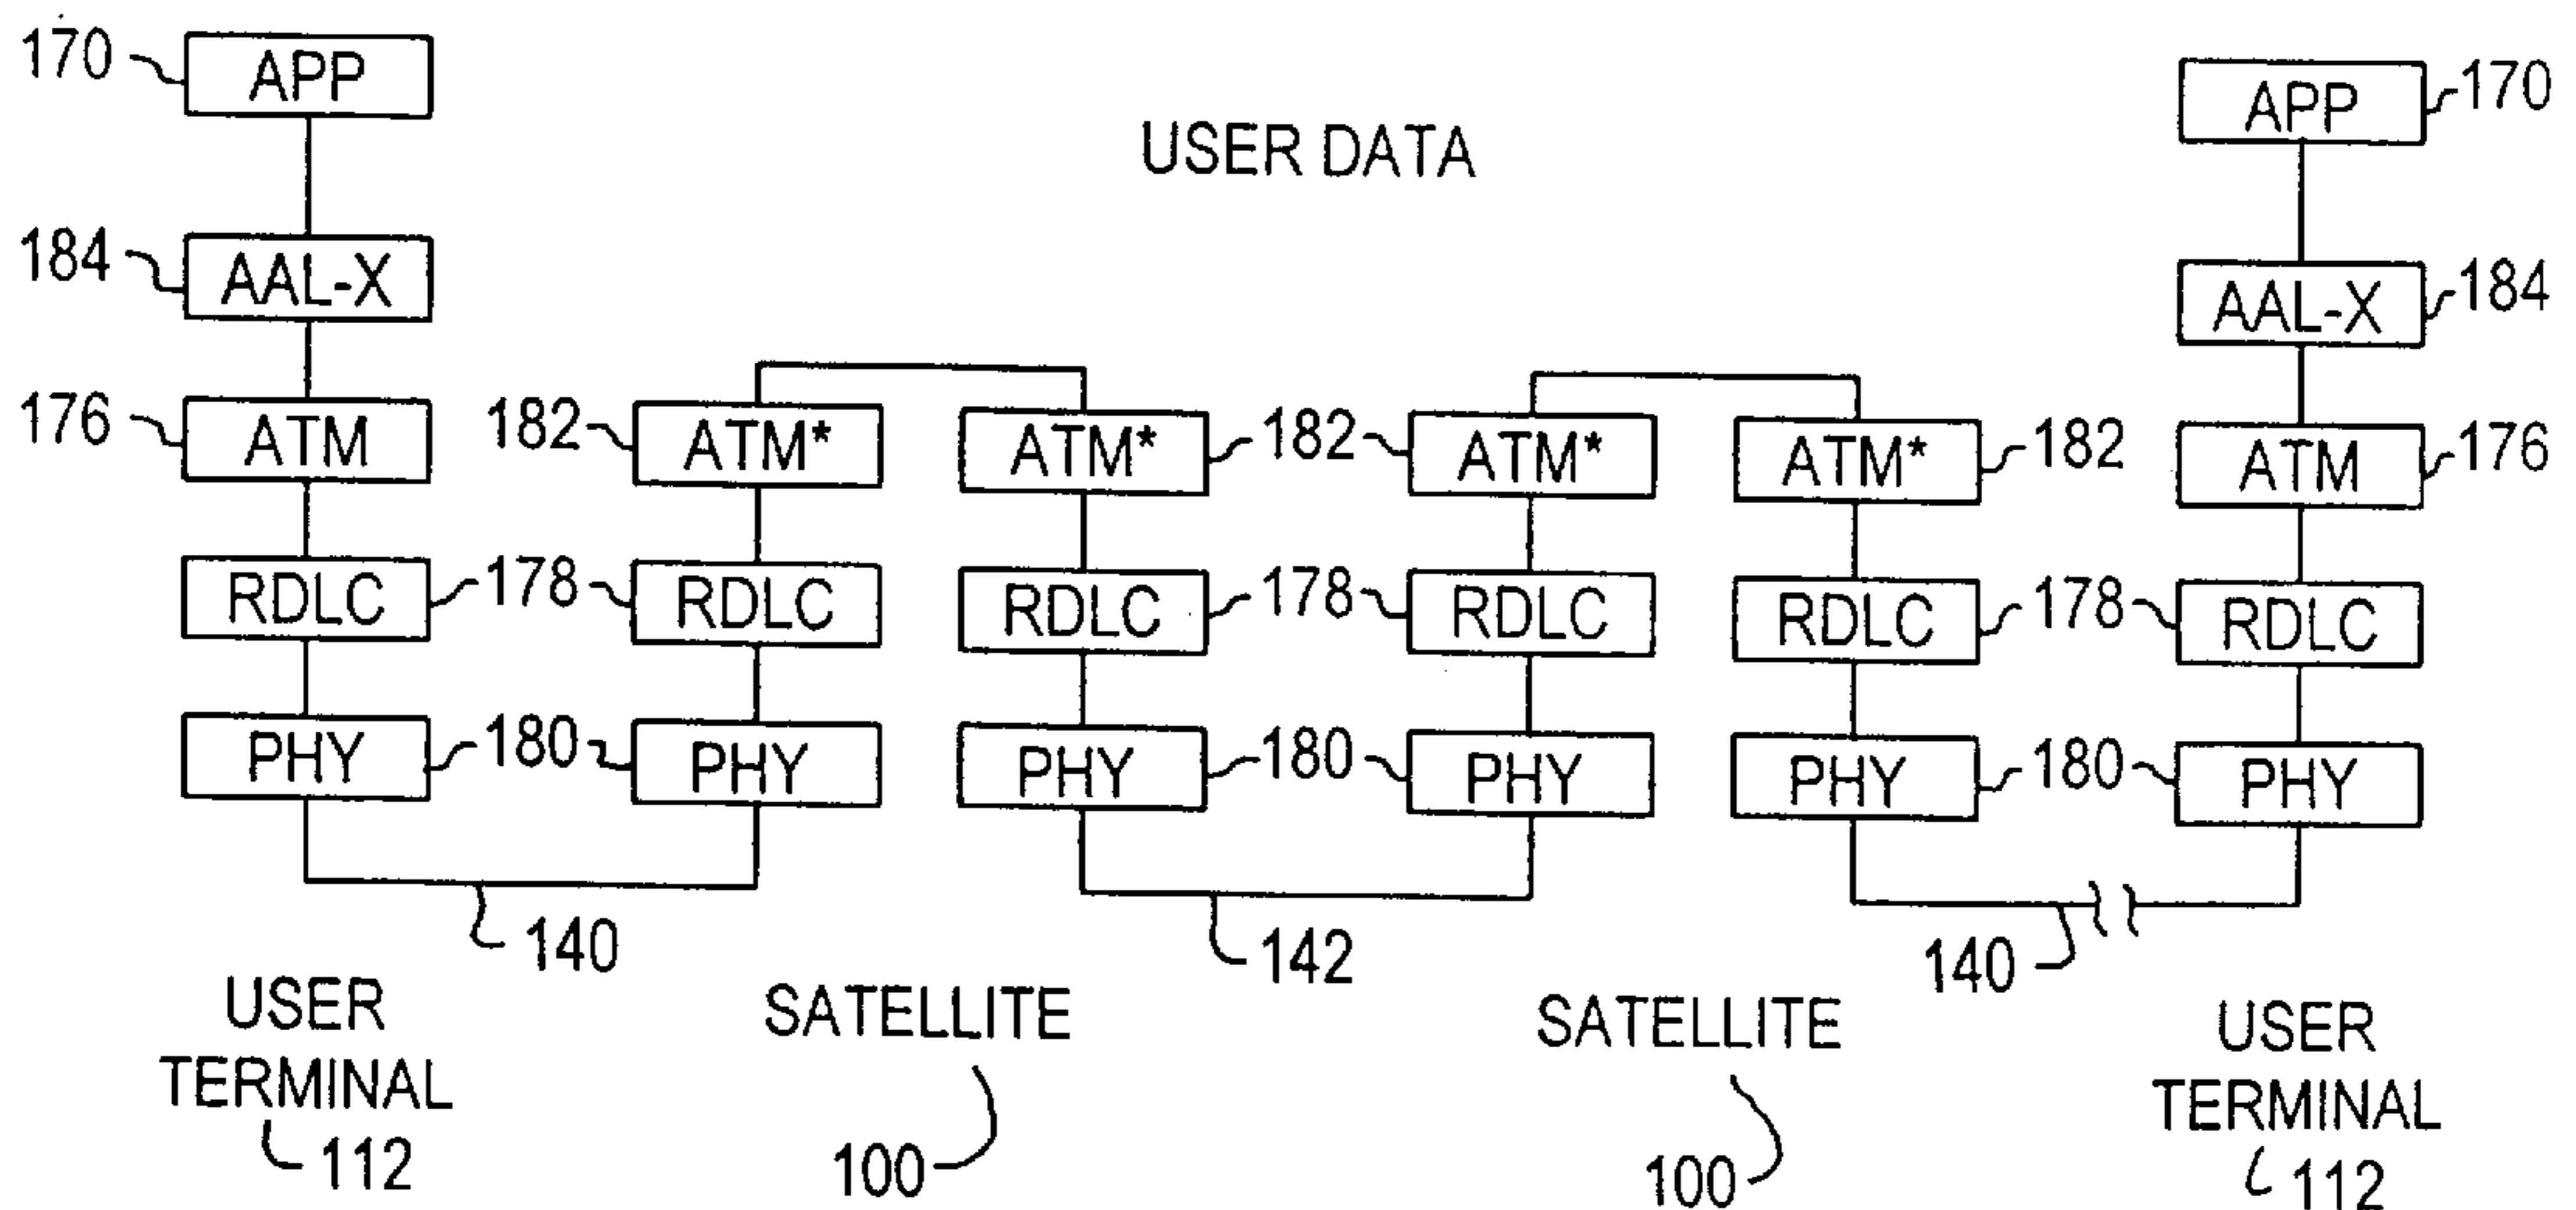 170 APP APP 170
USER DATA
184 AAL-X AAL-X 184
176 ATM 182 ATM* ATM* 182 ATM* ATM* 182 ATM 176
RDLC 178 RDLC RDLC 178 RDLC RDLC 178 RDLC
PHY 180 PHY PHY 180 PHY PHY 180 PHY
140 142 140
USER SATELLITE SATELLITE USER
TERMINAL TERMINAL
112 100 100 112